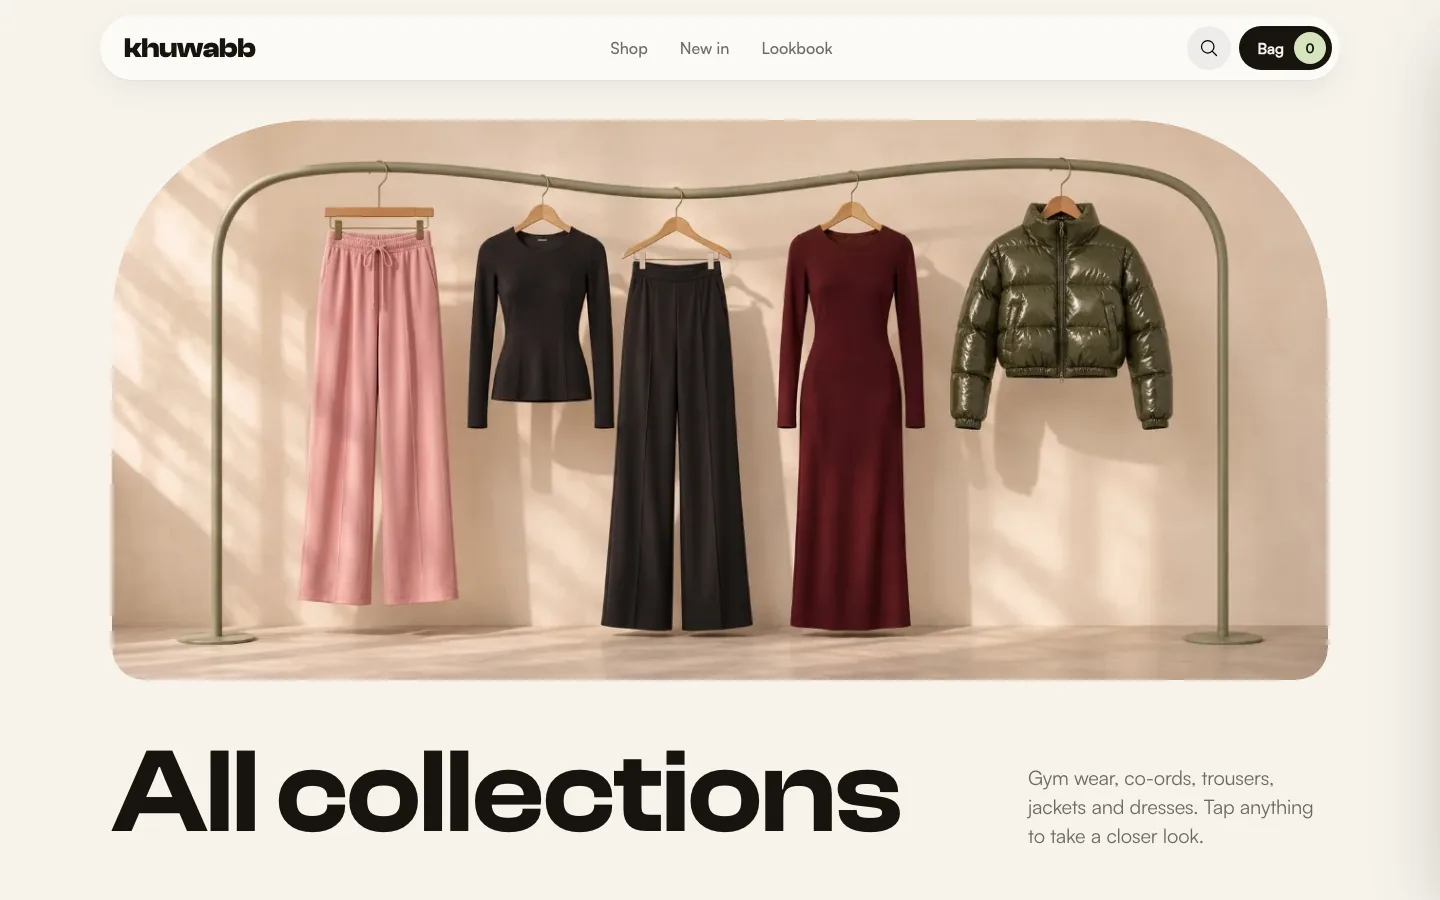 khuwabb
Shop
New in
Lookbook
Bag 0
All collections
Gym wear, co-ords, trousers,
jackets and dresses. Tap anything
to take a closer look.